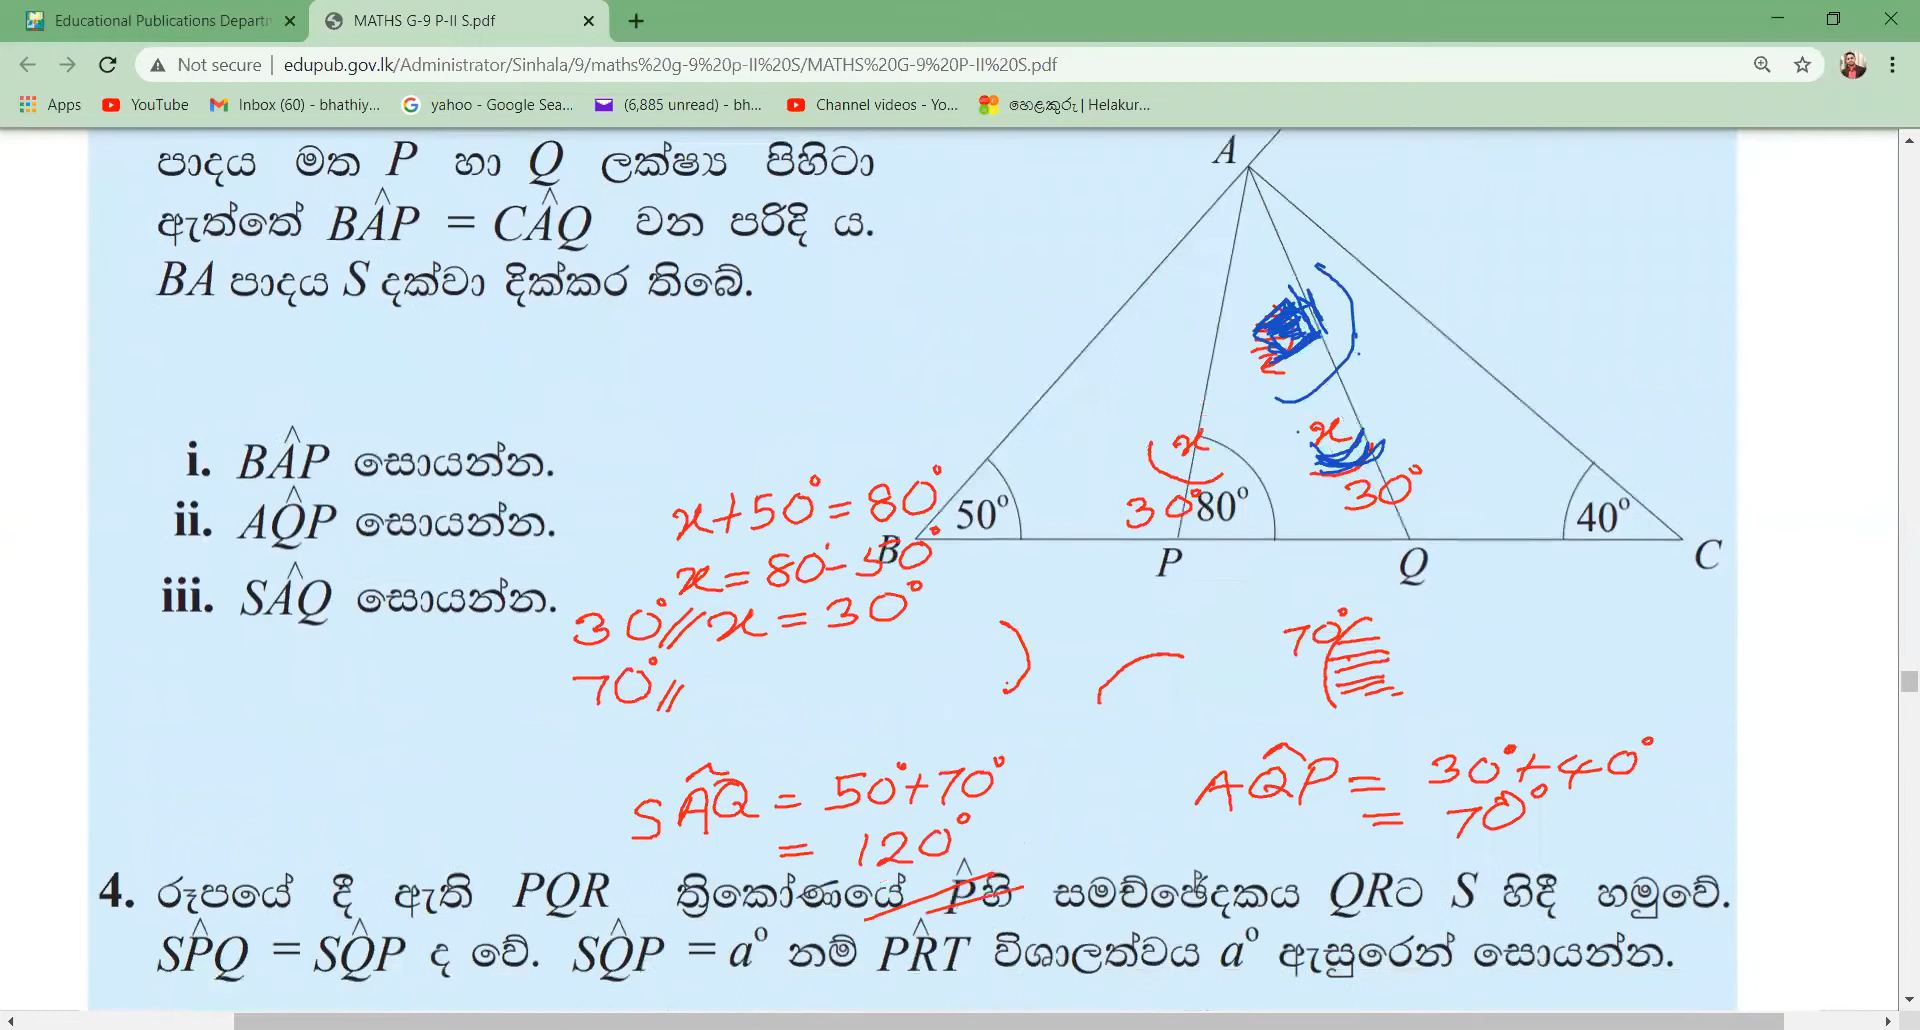 Educational Publications Departm
MATHS G-9 P-II S.pdf
Not secure | edupub.gov.lk/Administrator/Sinhala/9/maths%20g-9%20p-II%20S/MATHS%20G-9%20P-II%20S.pdf
Apps YouTube Inbox (60) - bhathiy... yahoo - Google Sea... (6,885 unread) - bh... Channel videos - Yo... හෙළකුරු | Helakur...
පාදය මත P හා Q ලක්ෂ්‍ය පිහිටා
ඇත්තේ BÂP = CÂQ වන පරිදි ය.
BA පාදය S දක්වා දික්කර තිබේ.
i. BÂP සොයන්න.
ii. AQ̂P සොයන්න.
iii. SÂQ සොයන්න.
A
x
x
50°
30°
80°
30°
40°
B
P
Q
C
x+50°=80°
x=80°-50°
30°// x=30°
70°//
70°
SÂQ = 50°+70°
= 120°
AQ̂P = 30°+40°
= 70°
4. රූපයේ දී ඇති PQR ත්‍රිකෝණයේ P̂හි සමච්ඡේදකය QRට S හිදී හමුවේ.
SP̂Q = SQ̂P ද වේ. SQ̂P = a° නම් PR̂T විශාලත්වය a° ඇසුරෙන් සොයන්න.